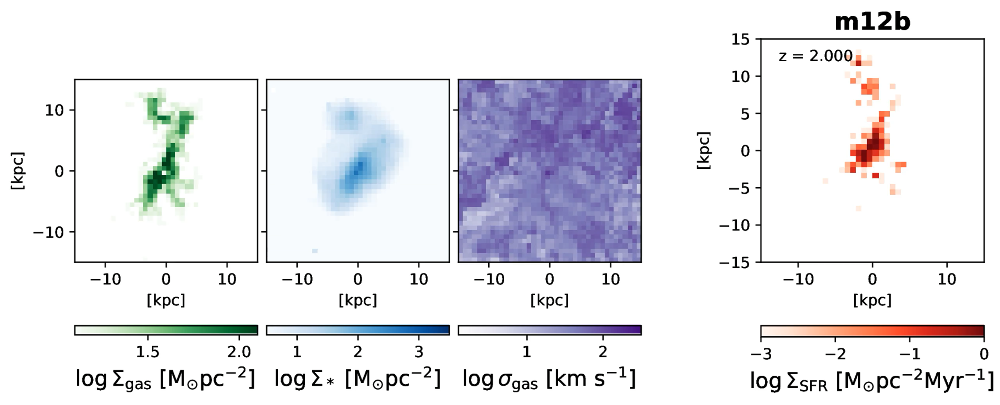 m12b
z = 2.000
15
10
5
0
−5
−10
−15
[kpc]
−10 0 10
[kpc]
10
0
−10
[kpc]
−10 0 10
[kpc]
−10 0 10
[kpc]
−10 0 10
[kpc]
1.5 2.0
log Σgas [M⊙pc⁻²]
1 2 3
log Σ* [M⊙pc⁻²]
1 2
log σgas [km s⁻¹]
−3 −2 −1 0
log ΣSFR [M⊙pc⁻²Myr⁻¹]